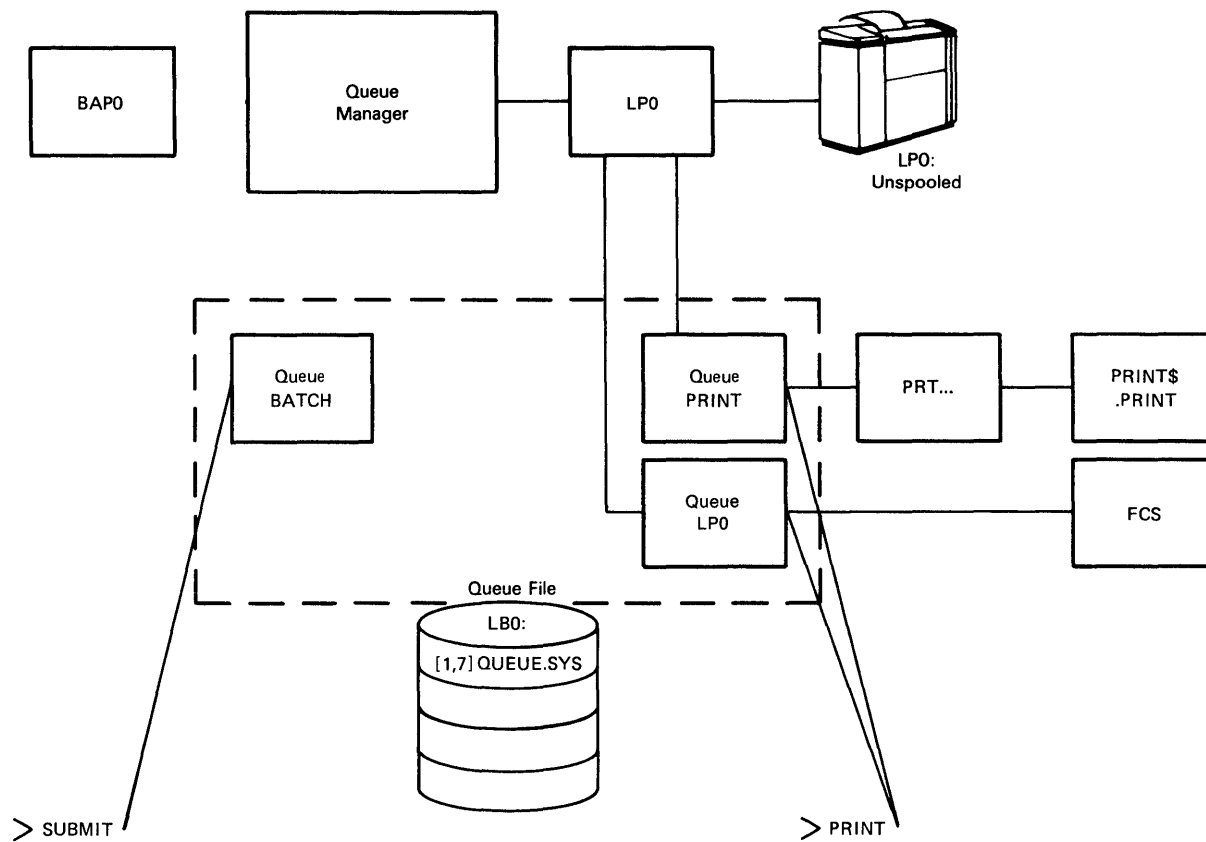 BAP0
Queue
Manager
LP0
LP0:
Unspooled
Queue
BATCH
Queue
PRINT
PRT...
PRINT$
.PRINT
Queue
LP0
FCS
Queue File
LB0:
[1,7] QUEUE.SYS
> SUBMIT
> PRINT